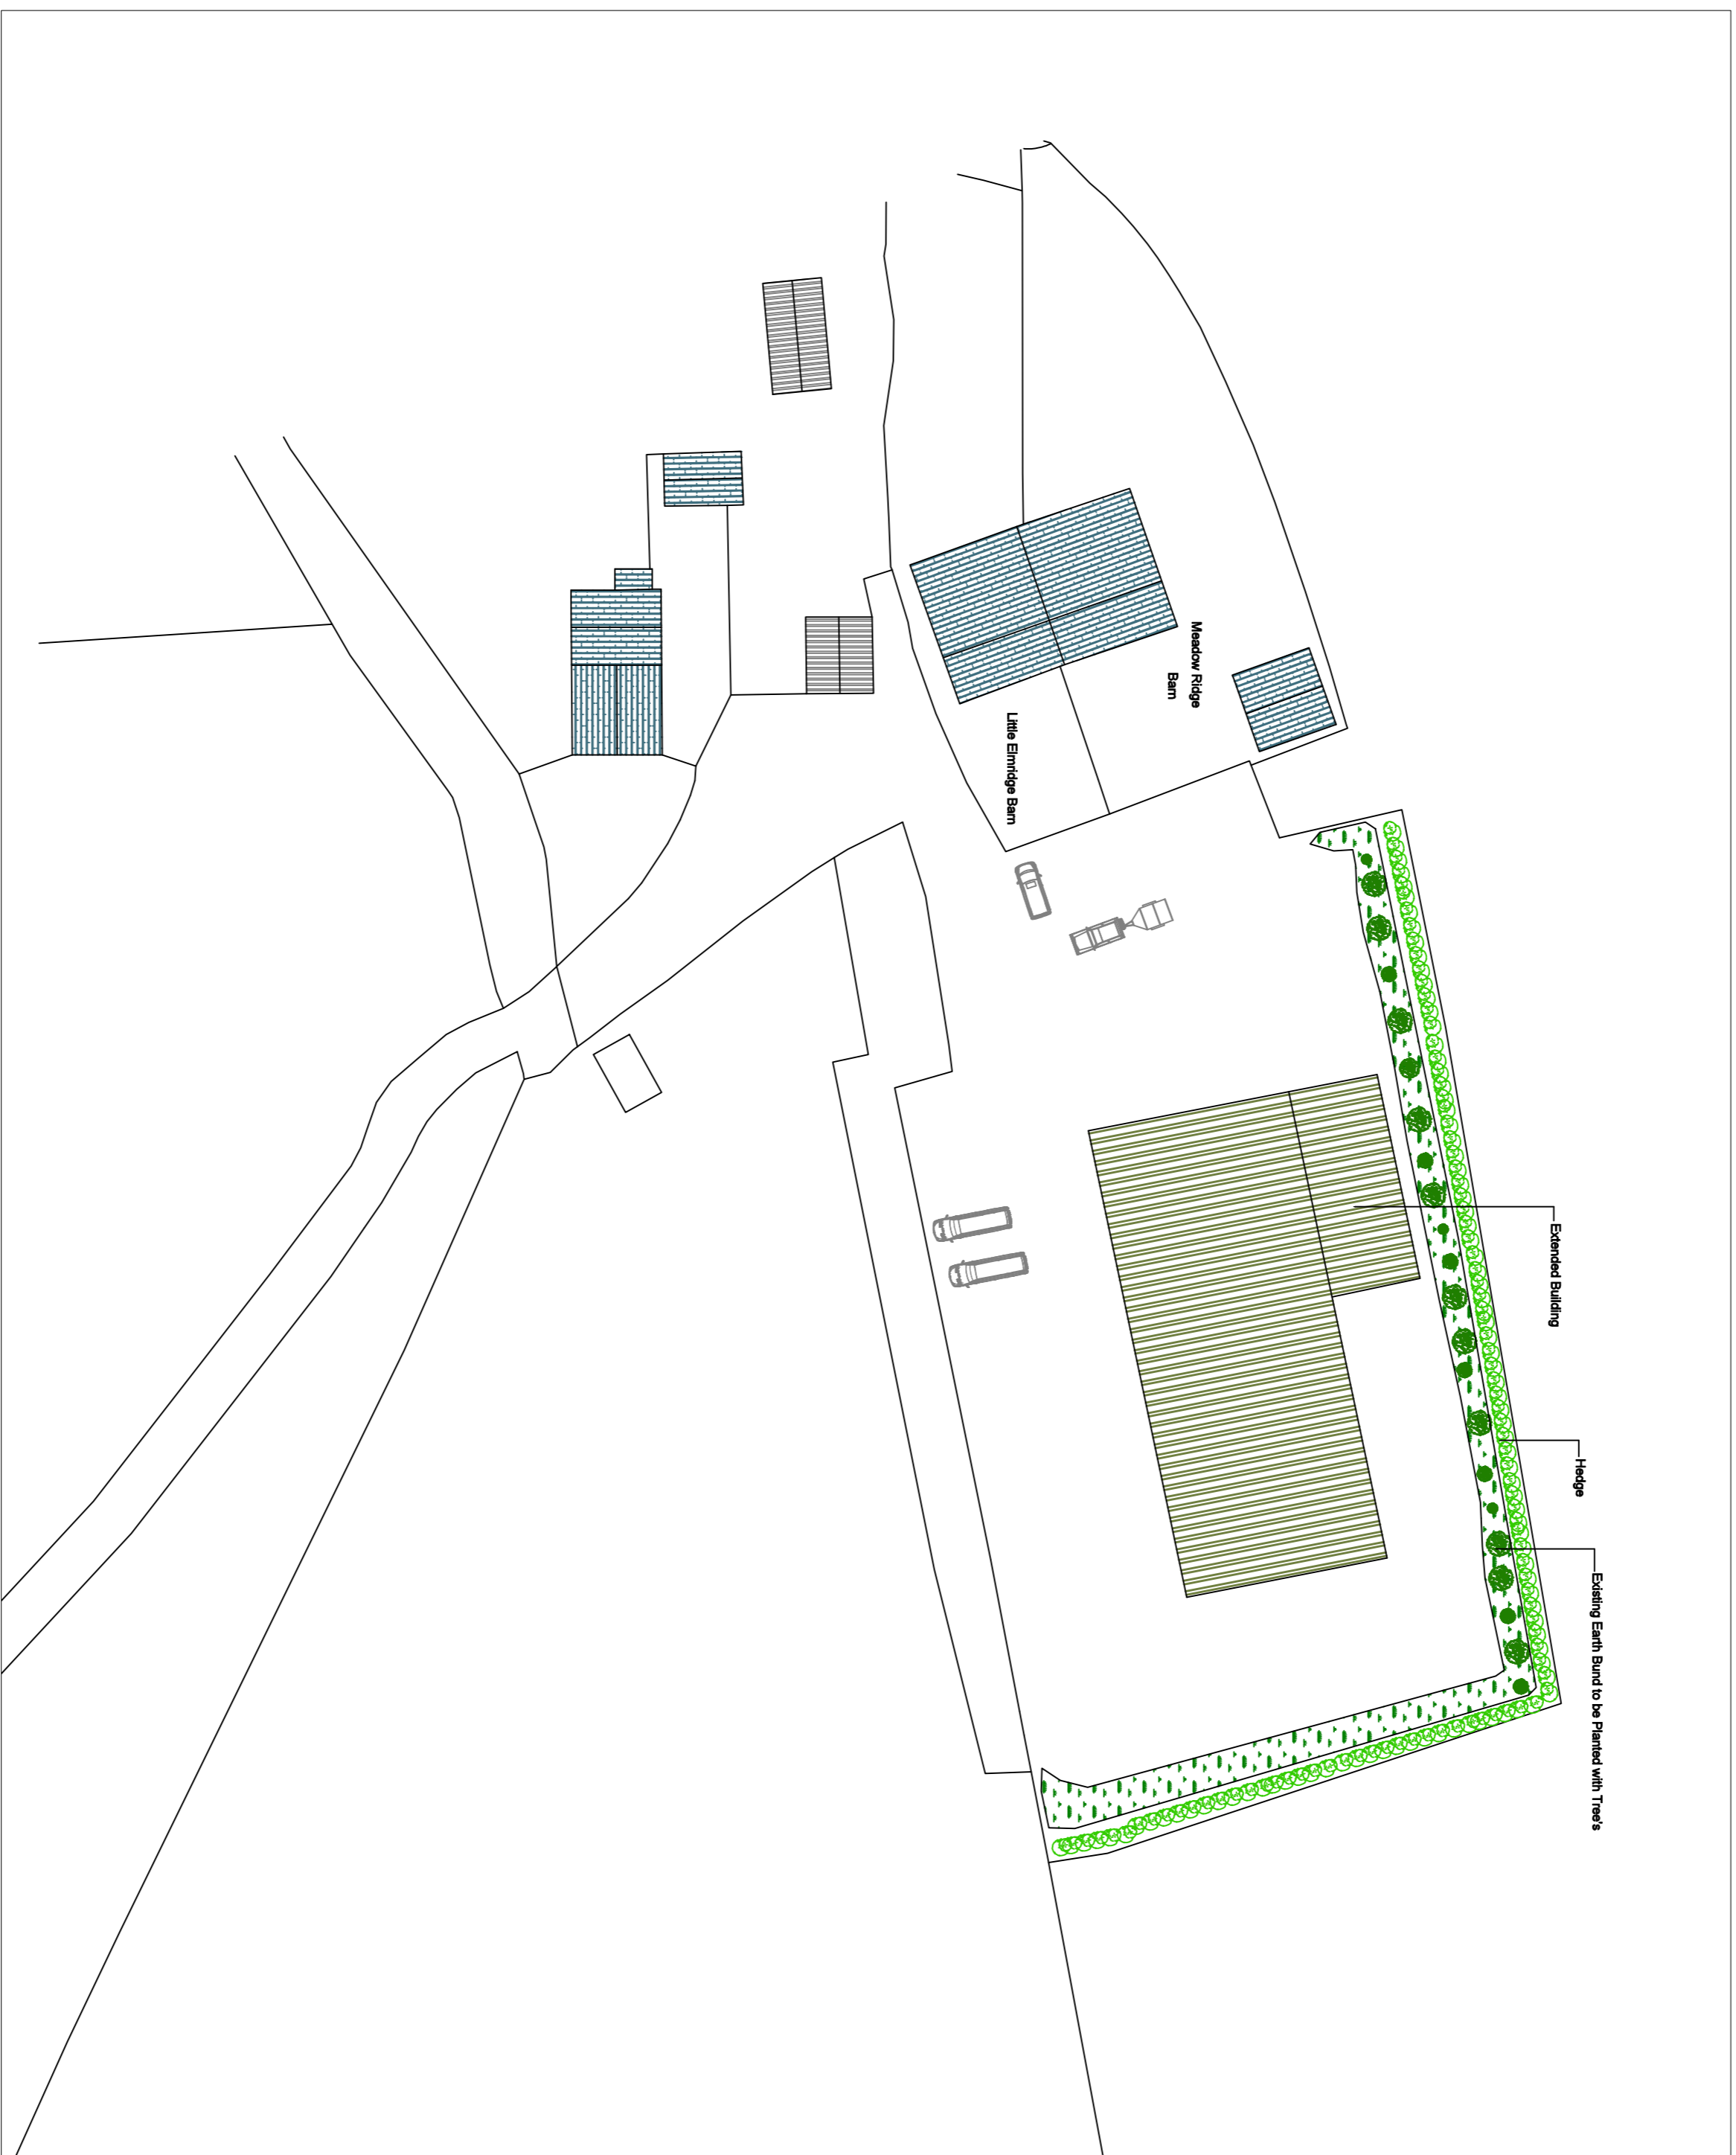 Meadow Ridge
Barn
Little Elmridge Barn
Extended Building
Hedge
Existing Earth Bund to be Planted with Tree's